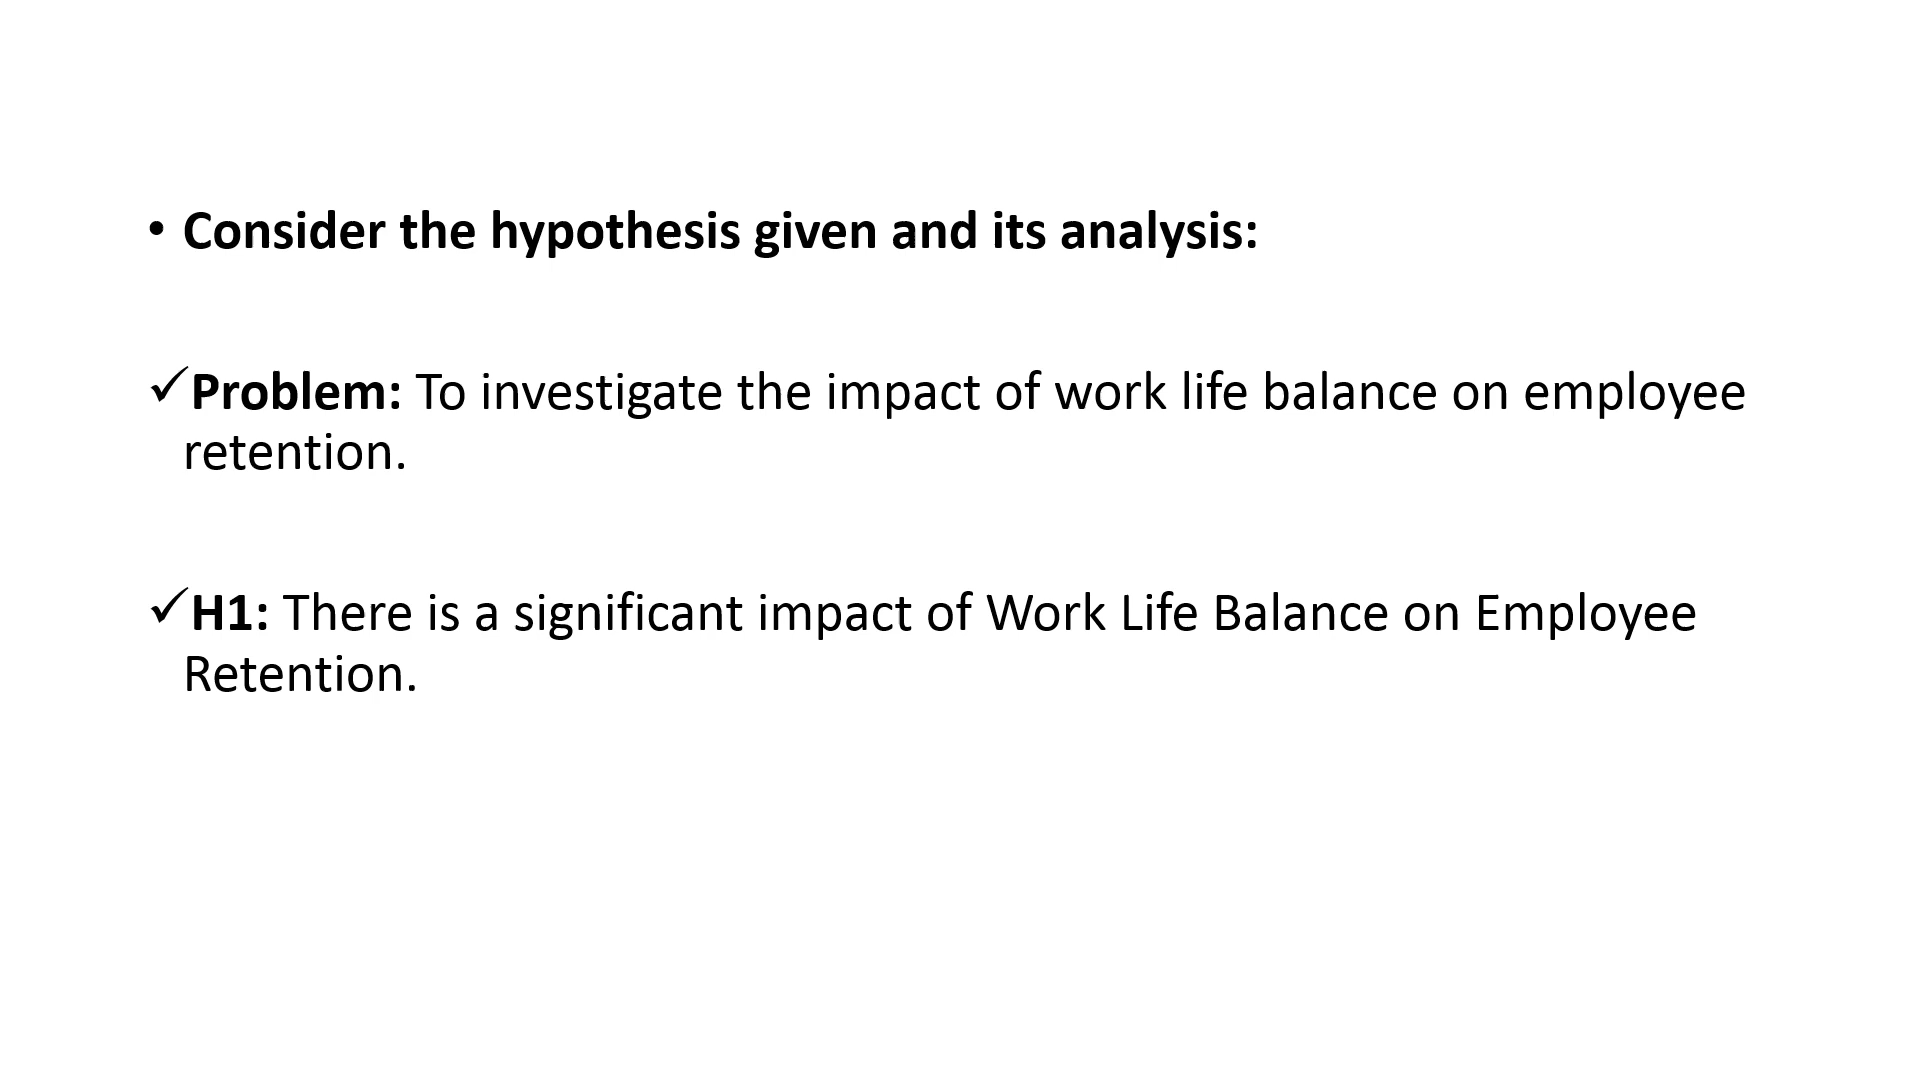 • Consider the hypothesis given and its analysis:
✓Problem: To investigate the impact of work life balance on employee
retention.
✓H1: There is a significant impact of Work Life Balance on Employee
Retention.